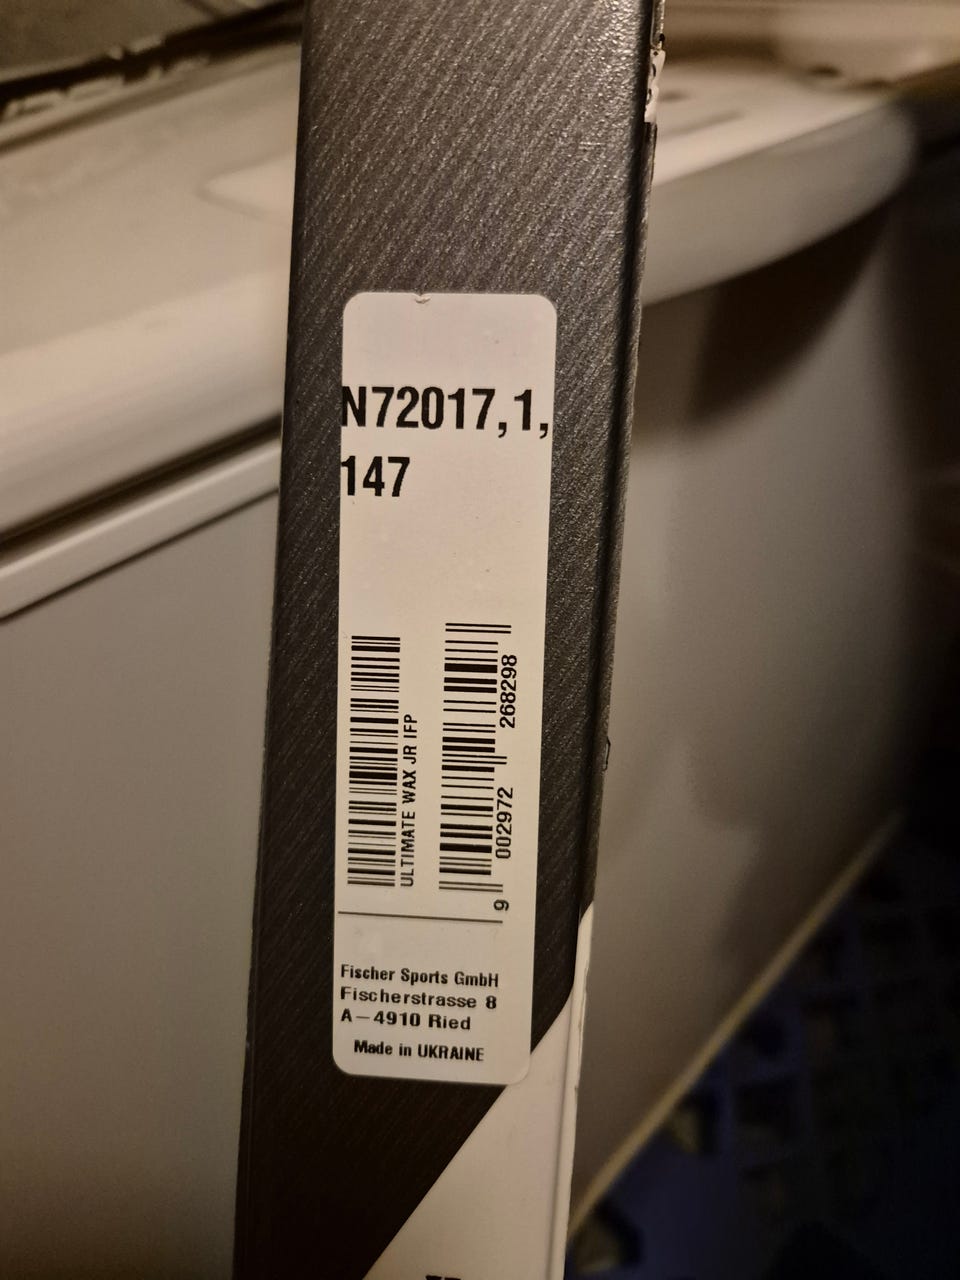 N72017,1,
147
ULTIMATE WAX JR IFP
9 002972 268298
Fischer Sports GmbH
Fischerstrasse 8
A-4910 Ried
Made in UKRAINE